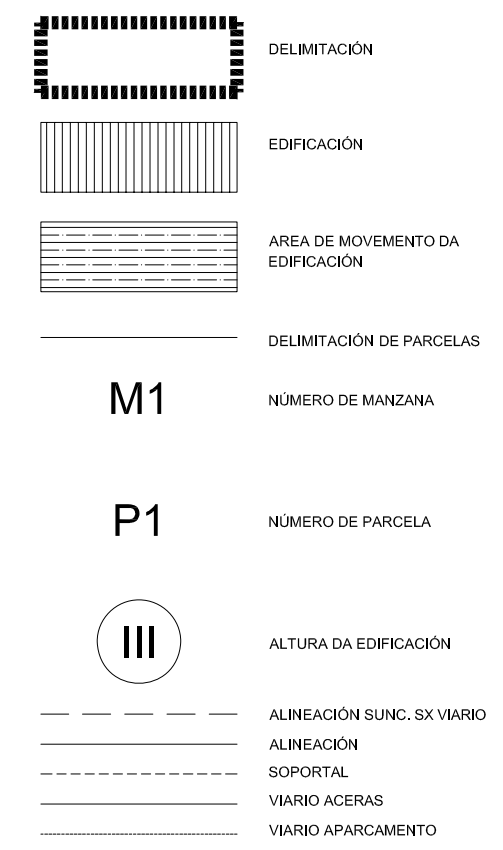 DELIMITACIÓN
EDIFICACIÓN
AREA DE MOVEMENTO DA
EDIFICACIÓN
DELIMITACIÓN DE PARCELAS
M1 NÚMERO DE MANZANA
P1 NÚMERO DE PARCELA
III ALTURA DA EDIFICACIÓN
ALINEACIÓN SUNC. SX VIARIO
ALINEACIÓN
SOPORTAL
VIARIO ACERAS
VIARIO APARCAMENTO